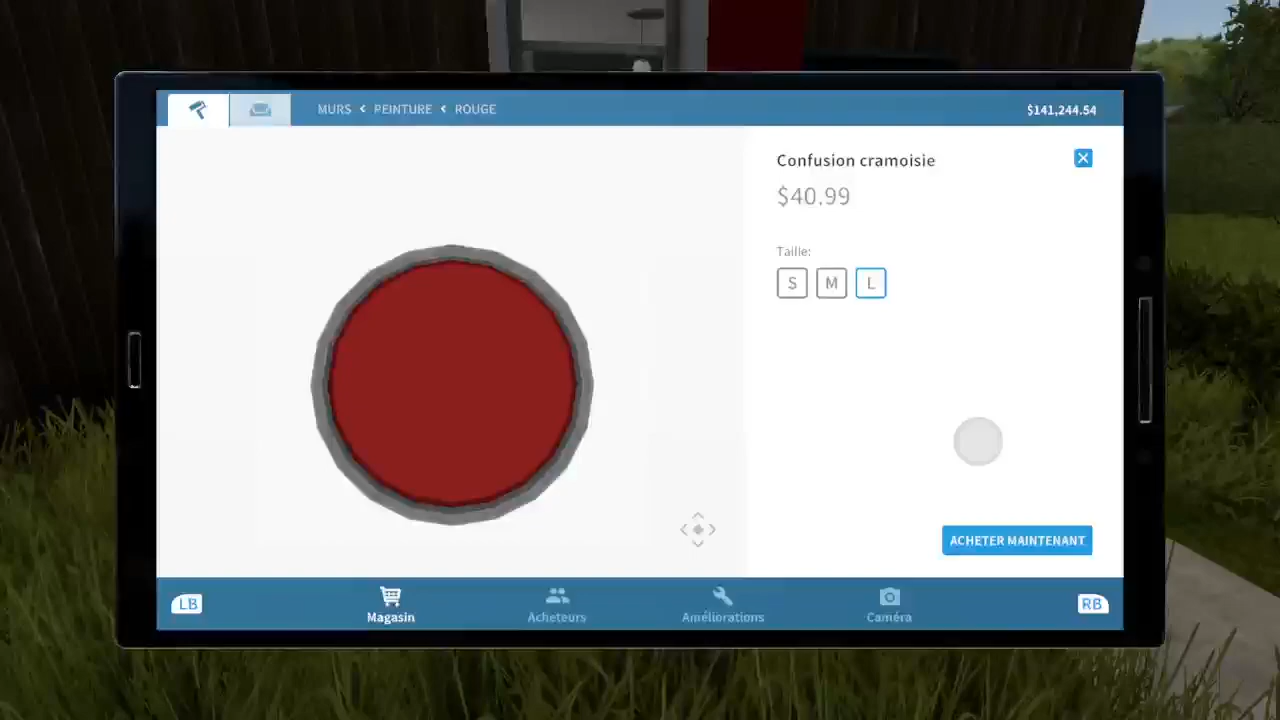 MURS < PEINTURE < ROUGE
$141,244.54
Confusion cramoisie
$40.99
Taille:
S M L
ACHETER MAINTENANT
LB
Magasin
Acheteurs
Améliorations
Caméra
RB